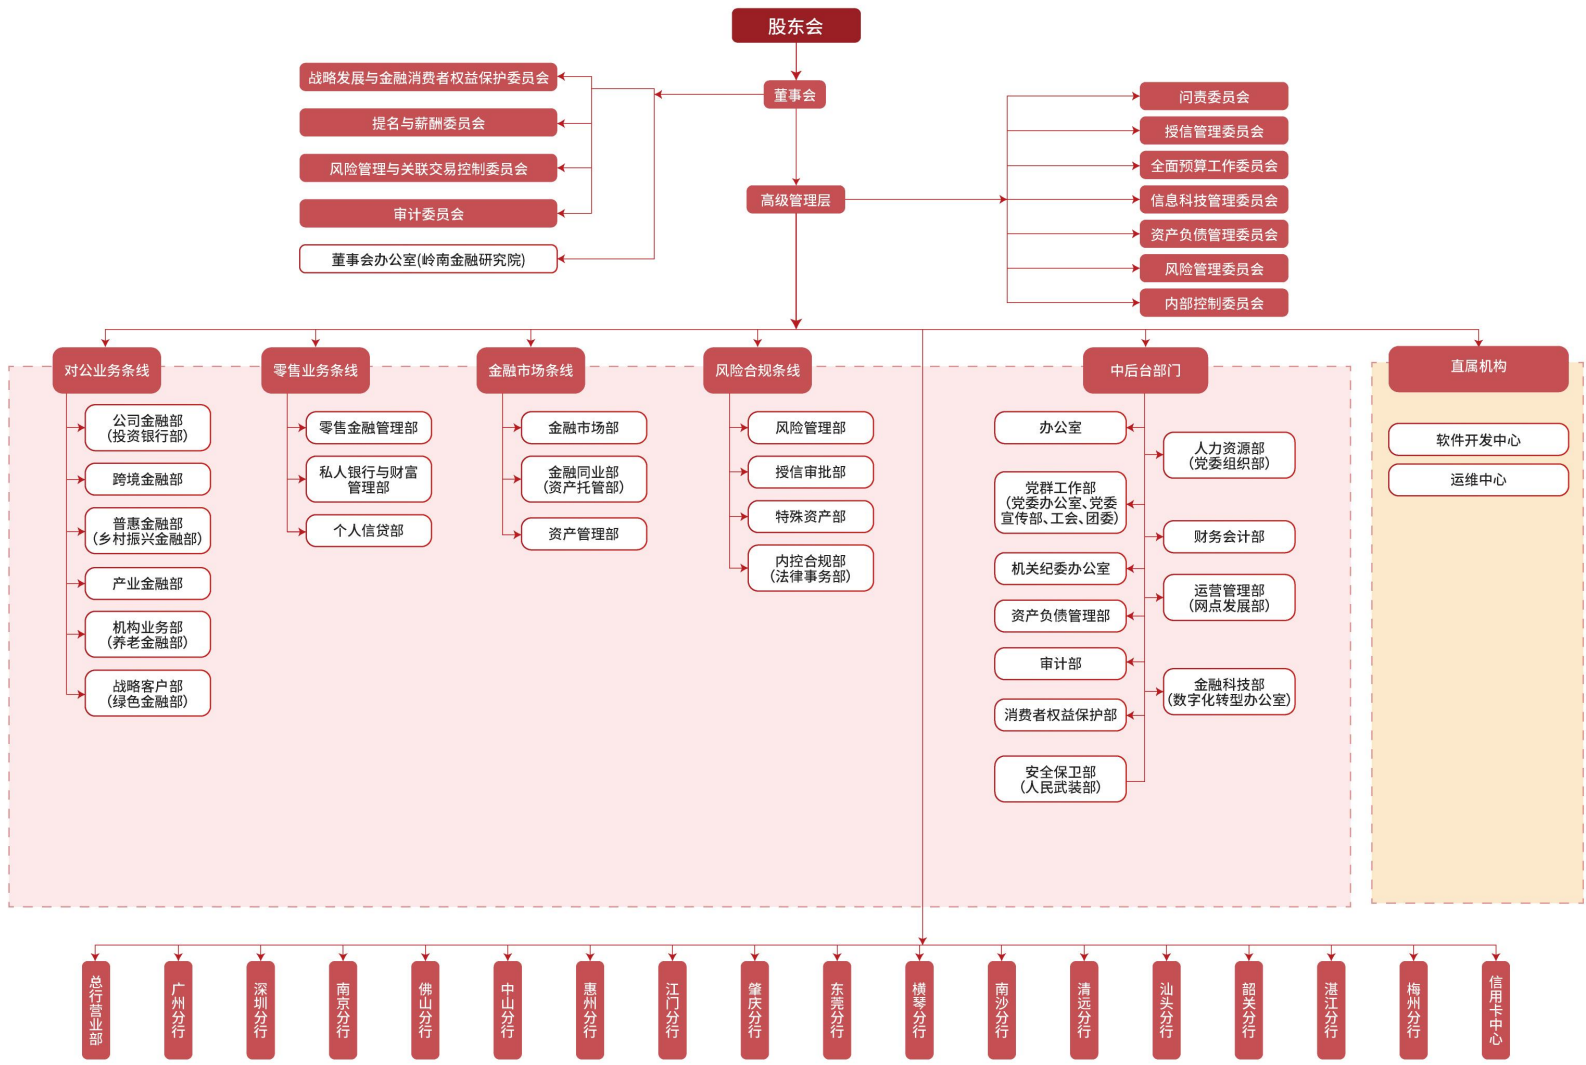 股东会
董事会
战略发展与金融消费者权益保护委员会
提名与薪酬委员会
风险管理与关联交易控制委员会
审计委员会
董事会办公室(岭南金融研究院)
高级管理层
问责委员会
授信管理委员会
全面预算工作委员会
信息科技管理委员会
资产负债管理委员会
风险管理委员会
内部控制委员会
对公业务条线
公司金融部
(投资银行部)
跨境金融部
普惠金融部
(乡村振兴金融部)
产业金融部
机构业务部
(养老金融部)
战略客户部
(绿色金融部)
零售业务条线
零售金融管理部
私人银行与财富
管理部
个人信贷部
金融市场条线
金融市场部
金融同业部
(资产托管部)
资产管理部
风险合规条线
风险管理部
授信审批部
特殊资产部
内控合规部
(法律事务部)
中后台部门
办公室
人力资源部
(党委组织部)
党群工作部
(党委办公室、党委
宣传部、工会、团委)
财务会计部
机关纪委办公室
运营管理部
(网点发展部)
资产负债管理部
审计部
金融科技部
(数字化转型办公室)
消费者权益保护部
安全保卫部
(人民武装部)
直属机构
软件开发中心
运维中心
总行营业部
广州分行
深圳分行
南京分行
佛山分行
中山分行
惠州分行
江门分行
肇庆分行
东莞分行
横琴分行
南沙分行
清远分行
汕头分行
韶关分行
湛江分行
梅州分行
信用卡中心